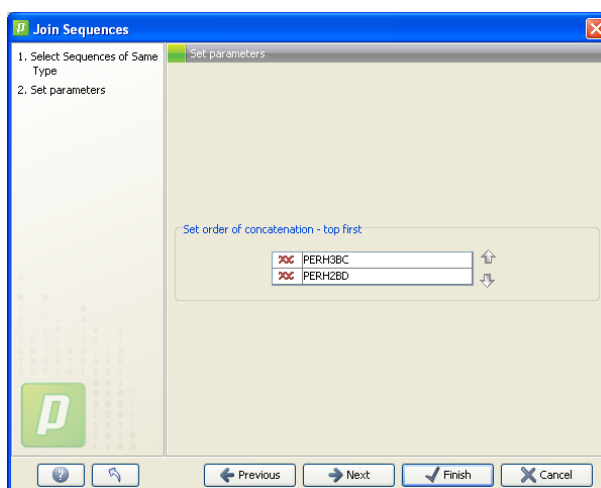 Join Sequences
1. Select Sequences of Same
Type
2. Set parameters
Set parameters
Set order of concatenation - top first
PERH3BC
PERH2BD
Previous
Next
Finish
Cancel